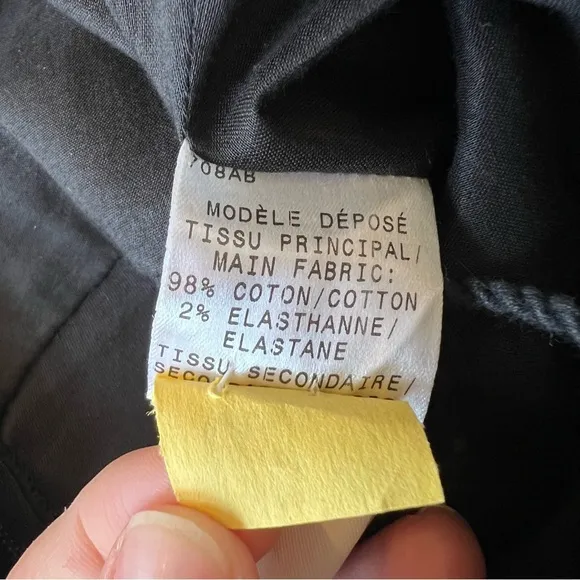 708AB
MODÈLE DÉPOSÉ
TISSU PRINCIPAL/
MAIN FABRIC:
98% COTON/COTTON
2% ELASTHANNE/
ELASTANE
TISSU SECONDAIRE/